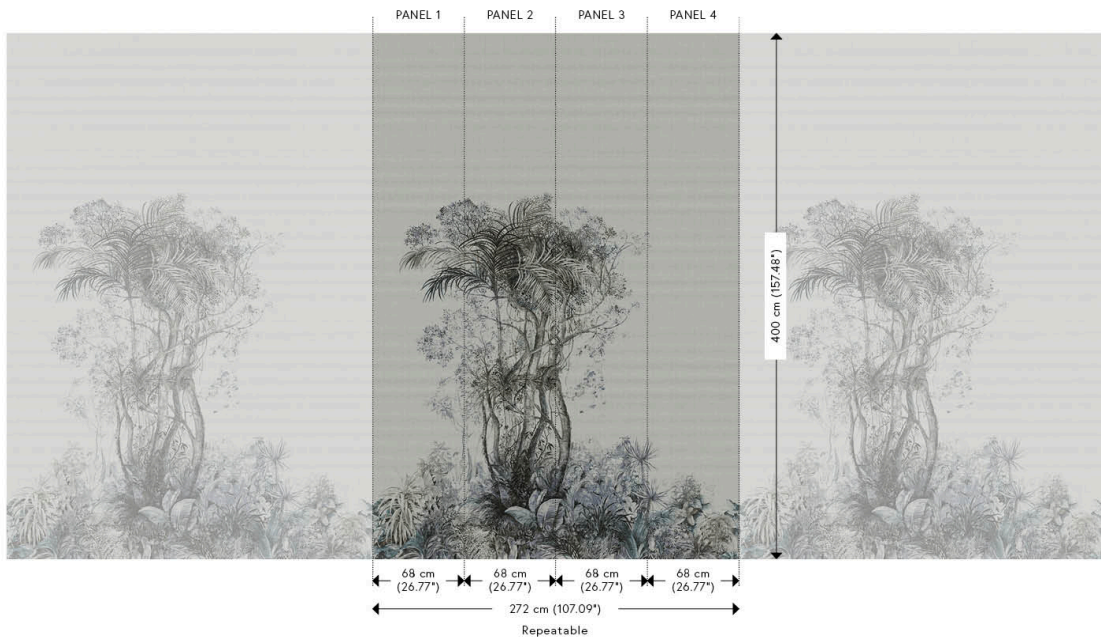 PANEL 1 PANEL 2 PANEL 3 PANEL 4
400 cm (157.48")
68 cm 68 cm 68 cm 68 cm
(26.77") (26.77") (26.77") (26.77")
272 cm (107.09")
Repeatable